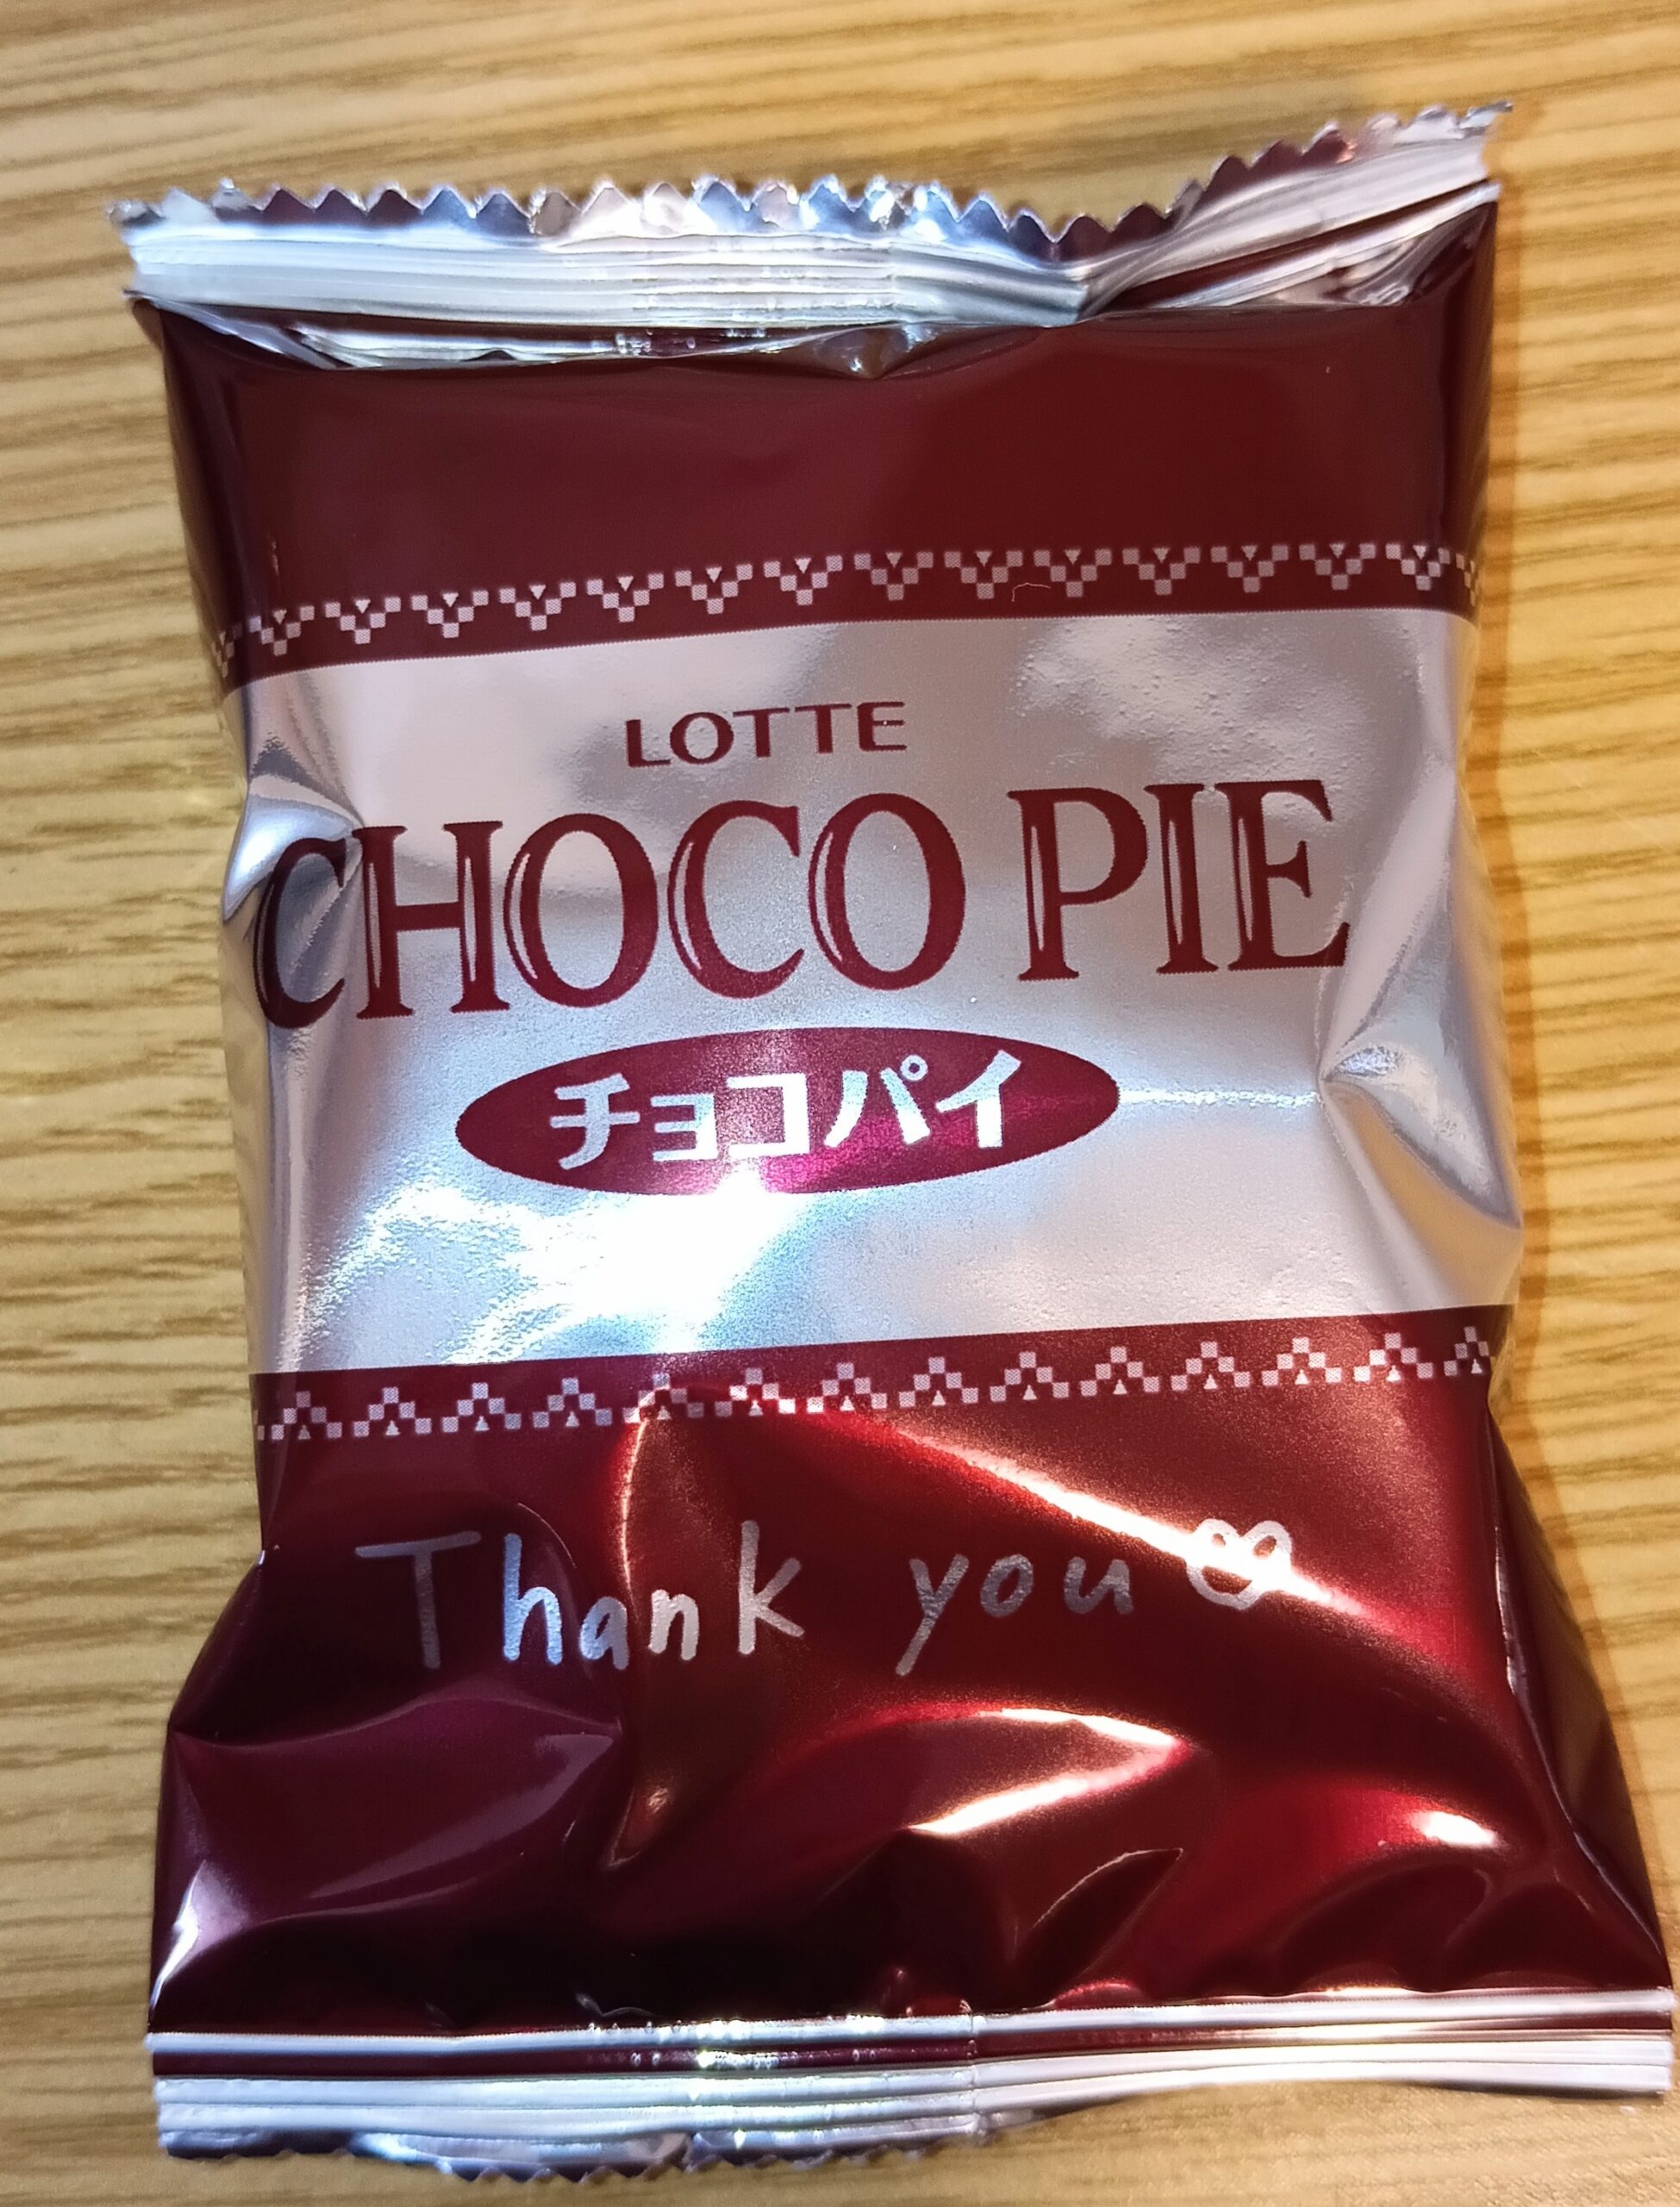 LOTTE
CHOCO PIE
チョコパイ
Thank you